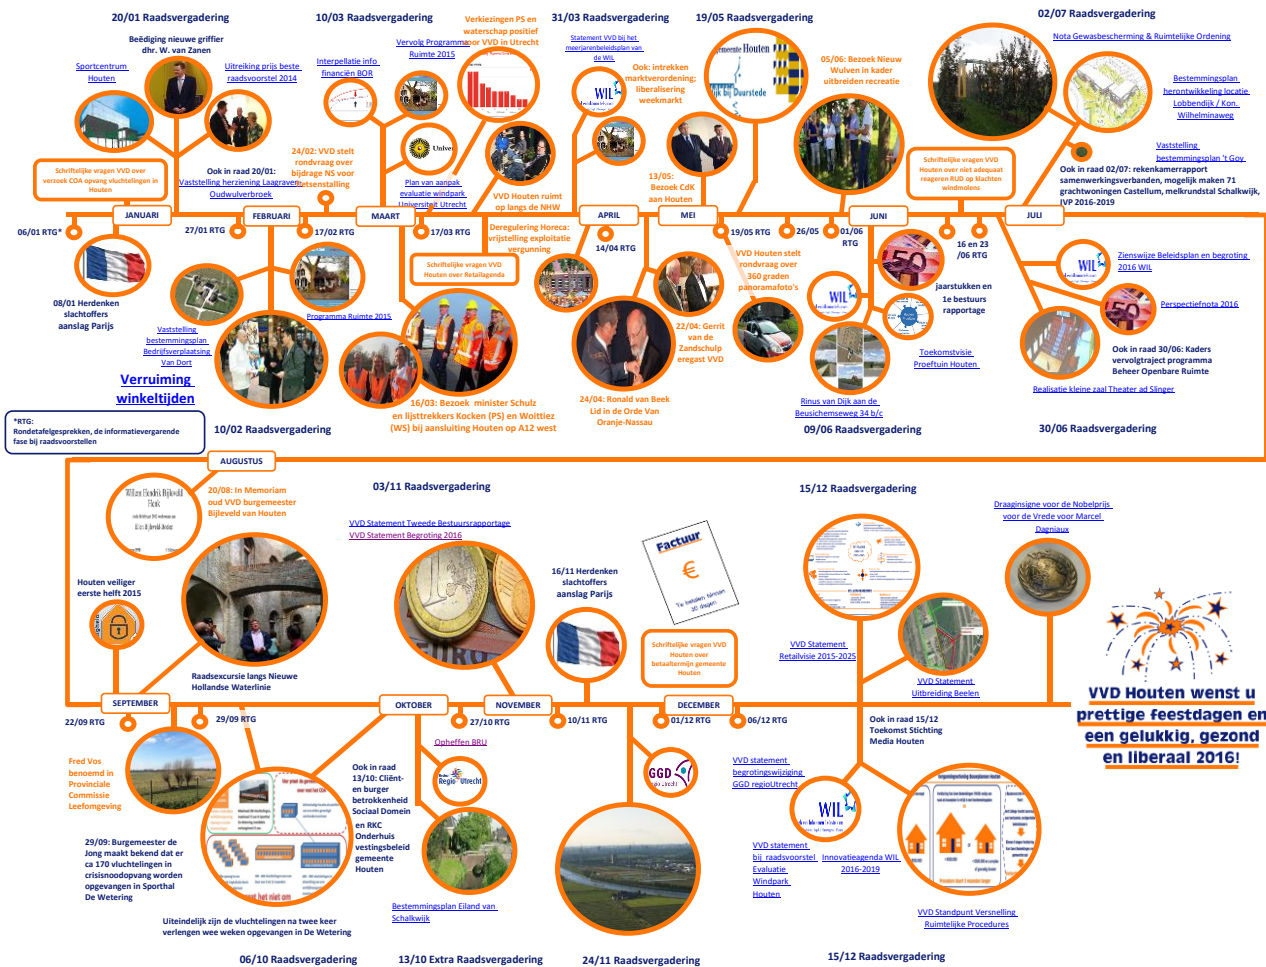 20/01 Raadsvergadering
10/03 Raadsvergadering
31/03 Raadsvergadering
19/05 Raadsvergadering
02/07 Raadsvergadering
Beëdiging nieuwe griffier
dhr. W. van Zanen
Sportcentrum
Houten
Uitreiking prijs beste
raadsvoorstel 2014
Schriftelijke vragen VVD over
verzoek COA opvang vluchtelingen in
Houten
Ook in raad 20/01:
Vaststelling herziening Laagraven-
Oudwulverbroek
24/02: VVD stelt
rondvraag over
bijdrage NS voor
fietsenstalling
Interpellatie info
financiën BOR
Vervolg Programma
Ruimte 2015
Verkiezingen PS en
waterschap positief
voor VVD in Utrecht
Plan van aanpak
evaluatie windpark
Universiteit Utrecht
VVD Houten ruimt
op langs de NHW
Statement VVD bij het
meerjarenbeleidsplan van
de WIL
WIL
Ook: intrekken
marktverordening;
liberalisering
weekmarkt
13/05:
Bezoek CdK
aan Houten
05/06: Bezoek Nieuw
Wulven in kader
uitbreiden recreatie
Schriftelijke vragen VVD
Houten over niet adequaat
reageren RUD op klachten
windmolens
Nota Gewasbescherming & Ruimtelijke Ordening
Bestemmingsplan
herontwikkeling locatie
Lobbendijk / Kon.
Wilhelminaweg
Vaststelling
bestemmingsplan 't Goy
Ook in raad 02/07: rekenkamerrapport
samenwerkingsverbanden, mogelijk maken 71
grachtwoningen Castellum, melkrundstal Schalkwijk,
IVP 2016-2019
JANUARI
FEBRUARI
MAART
APRIL
MEI
JUNI
JULI
06/01 RTG*
27/01 RTG
17/02 RTG
17/03 RTG
14/04 RTG
19/05 RTG
26/05
01/06
RTG
16 en 23
/06 RTG
08/01 Herdenken
slachtoffers
aanslag Parijs
Vaststelling
bestemmingsplan
Bedrijfsverplaatsing
Van Dort
Verruiming
winkeltijden
Programma Ruimte 2015
Schriftelijke vragen VVD
Houten over Retailagenda
Deregulering Horeca:
vrijstelling exploitatie
vergunning
16/03: Bezoek minister Schulz
en lijsttrekkers Kocken (PS) en Woittiez
(WS) bij aansluiting Houten op A12 west
24/04: Ronald van Beek
Lid in de Orde Van
Oranje-Nassau
22/04: Gerrit
van de
Zandschulp
eregast VVD
VVD Houten stelt
rondvraag over
360 graden
panoramafoto's
WIL
Rinus van Dijk aan de
Beusichemseweg 34 b/c
jaarstukken en
1e bestuurs
rapportage
Toekomstvisie
Proeftuin Houten
WIL
Zienswijze Beleidsplan en begroting
2016 WIL
Perspectiefnota 2016
Ook in raad 30/06: Kaders
vervolgtraject programma
Beheer Openbare Ruimte
Realisatie kleine zaal Theater ad Slinger
*RTG:
Rondetafelgesprekken, de informatievergarende
fase bij raadsvoorstellen
10/02 Raadsvergadering
09/06 Raadsvergadering
30/06 Raadsvergadering
AUGUSTUS
Willem Hendrik Bijleveld
Henk
20/08: In Memoriam
oud VVD burgemeester
Bijleveld van Houten
Houten veiliger
eerste helft 2015
Raadsexcursie langs Nieuwe
Hollandse Waterlinie
03/11 Raadsvergadering
VVD Statement Tweede Bestuursrapportage
VVD Statement Begroting 2016
16/11 Herdenken
slachtoffers
aanslag Parijs
Factuur
€
Te betalen binnen
30 dagen
Schriftelijke vragen VVD
Houten over
betaaltermijn gemeente
Houten
15/12 Raadsvergadering
VVD Statement
Retailvisie 2015-2025
VVD Statement
Uitbreiding Beelen
Draaginsigne voor de Nobelprijs
voor de Vrede voor Marcel
Dagniaux
SEPTEMBER
OKTOBER
NOVEMBER
DECEMBER
22/09 RTG
29/09 RTG
27/10 RTG
10/11 RTG
01/12 RTG
06/12 RTG
VVD Houten wenst u
prettige feestdagen en
een gelukkig, gezond
en liberaal 2016!
Fred Vos
benoemd in
Provinciale
Commissie
Leefomgeving
29/09: Burgemeester de
Jong maakt bekend dat er
ca 170 vluchtelingen in
crisisnoodopvang worden
opgevangen in Sporthal
De Wetering
Uiteindelijk zijn de vluchtelingen na twee keer
verlengen wee weken opgevangen in De Wetering
Ook in raad
13/10: Cliënt-
en burger
betrokkenheid
Sociaal Domein
en RKC
Onderhuis
vestingsbeleid
gemeente
Houten
Opheffen BRU
Regio Utrecht
Bestemmingsplan Eiland van
Schalkwijk
GGD
VVD statement
begrotingswijziging
GGD regioUtrecht
WIL
VVD statement
bij raadsvoorstel
Evaluatie
Windpark
Houten
Innovatieagenda WIL
2016-2019
Ook in raad 15/12
Toekomst Stichting
Media Houten
VVD Standpunt Versnelling
Ruimtelijke Procedures
06/10 Raadsvergadering
13/10 Extra Raadsvergadering
24/11 Raadsvergadering
15/12 Raadsvergadering